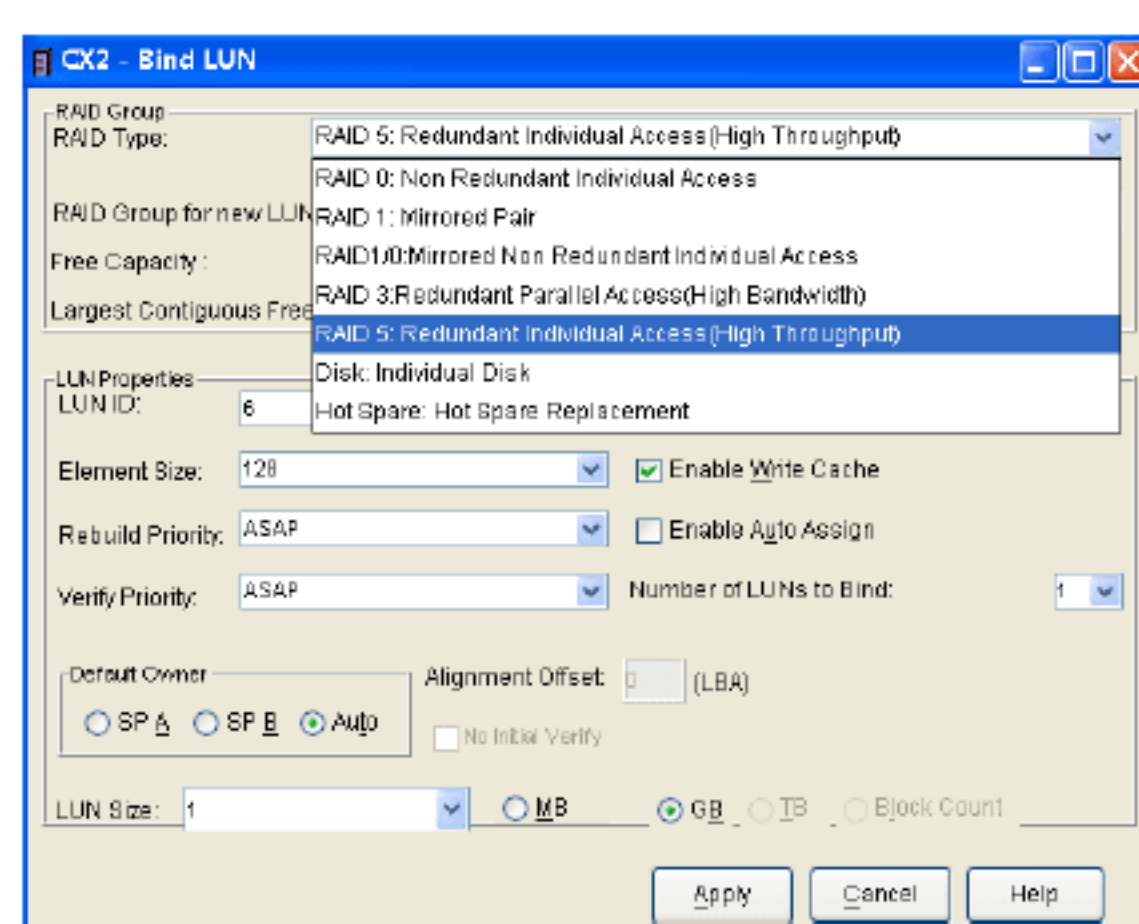 CX2 - Bind LUN
RAID Group
RAID Type:
RAID 5: Redundant Individual Access(High Throughput)
RAID 0: Non Redundant Individual Access
RAID Group for new LUN
RAID 1: Mirrored Pair
Free Capacity :
RAID1/0:Mirrored Non Redundant Individual Access
Largest Contiguous Free
RAID 3:Redundant Parallel Access(High Bandwidth)
RAID 5: Redundant Individual Access(High Throughput)
LUN Properties
Disk: Individual Disk
LUN ID: 6
Hot Spare: Hot Spare Replacement
Element Size: 128 Enable Write Cache
Rebuild Priority: ASAP Enable Auto Assign
Verify Priority: ASAP Number of LUNs to Bind: 1
Default Owner
Alignment Offset: 0 (LBA)
SP A SP B Auto
No Initial Verify
LUN Size: 1 MB GB TB Block Count
Apply Cancel Help